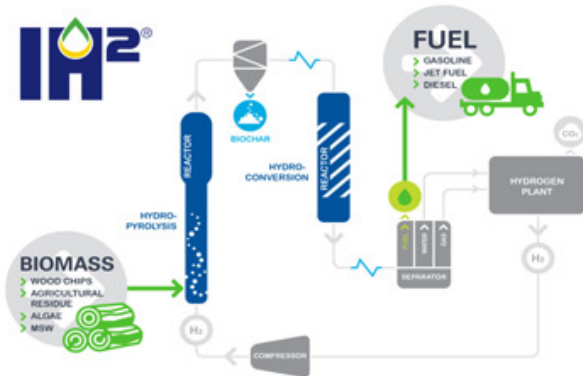 IH²®
FUEL
> GASOLINE
> JET FUEL
> DIESEL
CO₂
BIOCHAR
REACTOR
HYDRO-
CONVERSION
REACTOR
HYDROGEN
PLANT
HYDRO-
PYROLYSIS
FUEL
WATER
GAS
SEPARATOR
BIOMASS
> WOOD CHIPS
> AGRICULTURAL
RESIDUE
> ALGAE
> MSW
H₂
H₂
COMPRESSOR